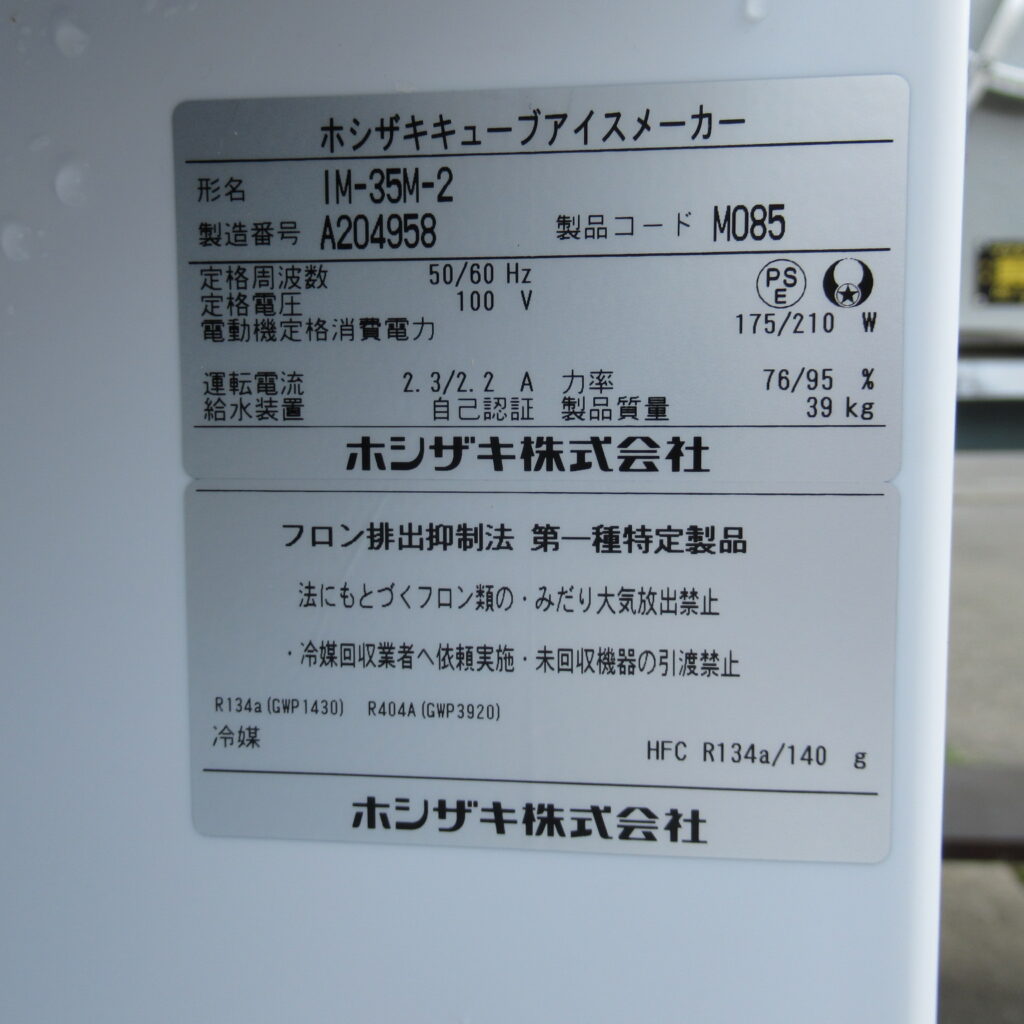 ホシザキキューブアイスメーカー
形名 IM-35M-2
製造番号 A204958 製品コード M085
定格周波数 50/60 Hz
定格電圧 100 V
PS E
電動機定格消費電力 175/210 W
運転電流 2.3/2.2 A 力率 76/95 %
給水装置 自己認証 製品質量 39 kg
ホシザキ株式会社
フロン排出抑制法 第一種特定製品
法にもとづくフロン類の・みだり大気放出禁止
・冷媒回収業者へ依頼実施・未回収機器の引渡禁止
R134a(GWP1430) R404A(GWP3920)
冷媒 HFC R134a/140 g
ホシザキ株式会社